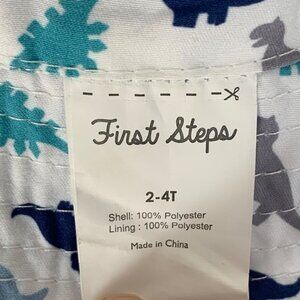 First Steps
2-4T
Shell: 100% Polyester
Lining : 100% Polyester
Made in China